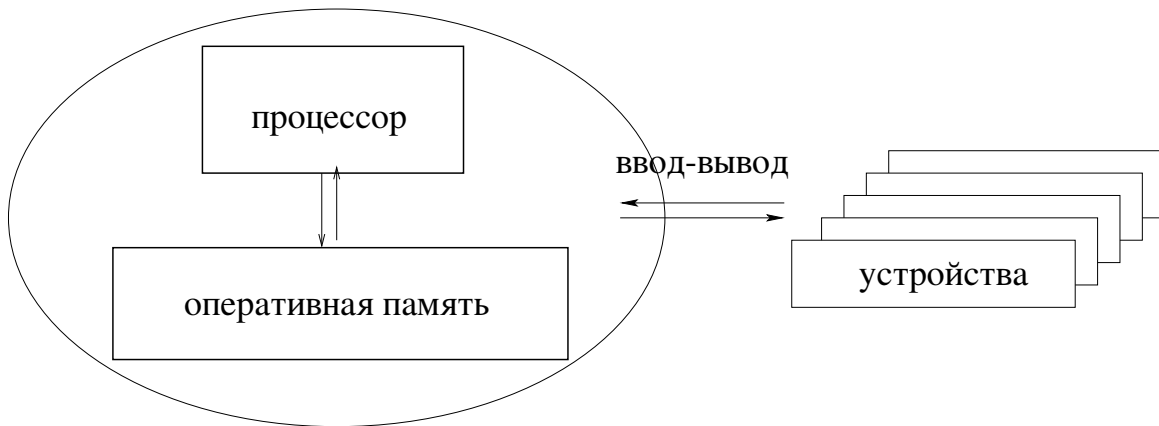 процессор
ввод-вывод
устройства
оперативная память